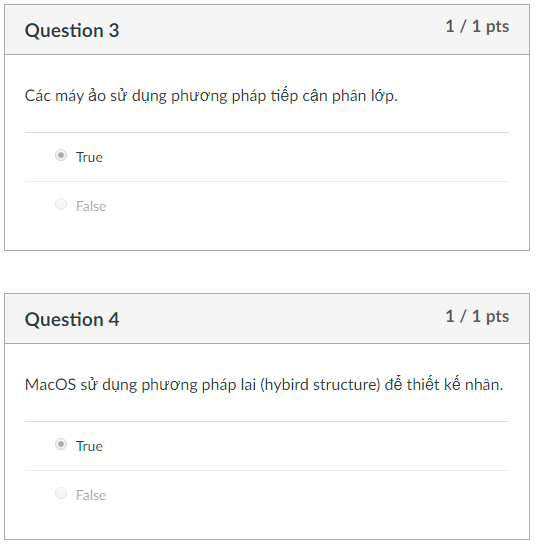 Question 3
1 / 1 pts
Các máy ảo sử dụng phương pháp tiếp cận phân lớp.
True
False
Question 4
1 / 1 pts
MacOS sử dụng phương pháp lai (hybird structure) để thiết kế nhân.
True
False